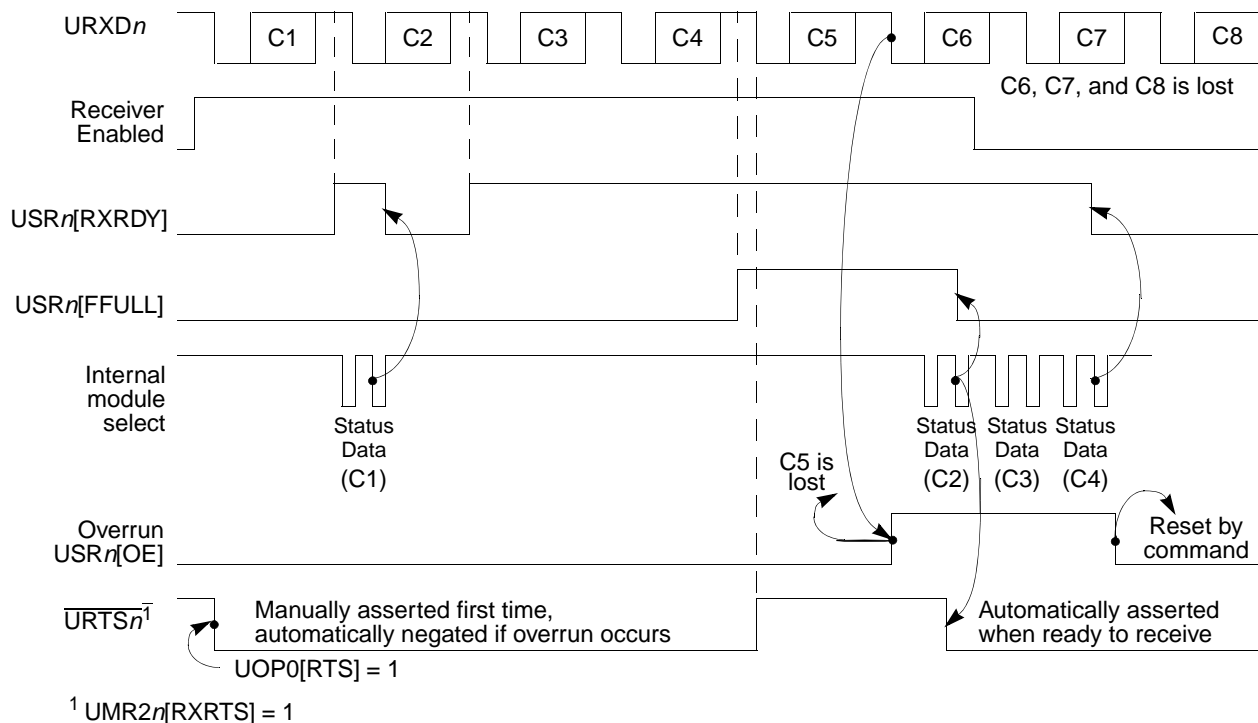 URXDn
C1 C2 C3 C4 C5 C6 C7 C8
C6, C7, and C8 is lost
Receiver
Enabled
USRn[RXRDY]
USRn[FFULL]
Internal
module
select
Status
Data
(C1)
Status
Data
(C2)
Status
Data
(C3)
Status
Data
(C4)
C5 is
lost
Overrun
USRn[OE]
Reset by
command
URTSn1
Manually asserted first time,
automatically negated if overrun occurs
Automatically asserted
when ready to receive
UOP0[RTS] = 1
1 UMR2n[RXRTS] = 1